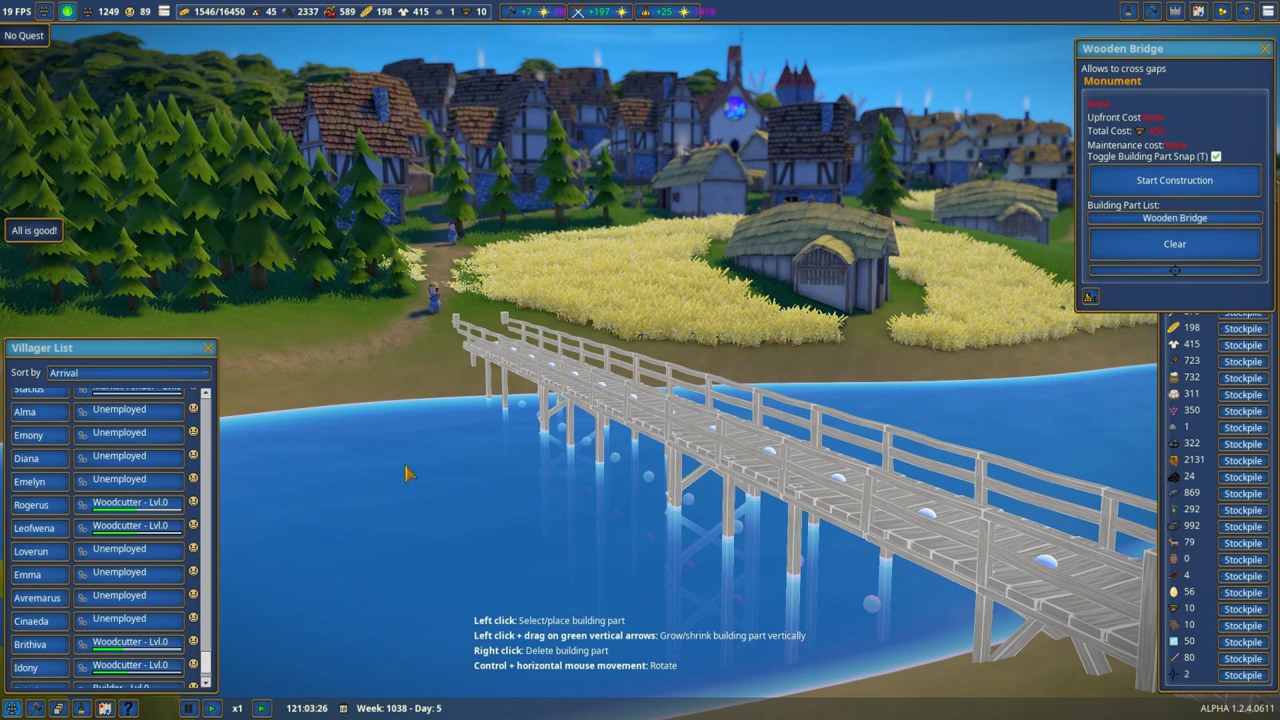 19 FPS 1249 89 1546/16450 45 2337 589 198 415 1 10 +7 +197 +25
No Quest
Wooden Bridge
Allows to cross gaps
Monument
None
Upfront Cost None
Total Cost:
Maintenance cost: None
Toggle Building Part Snap (T)
Start Construction
Building Part List:
Wooden Bridge
Clear
All is good!
Villager List
Sort by Arrival
Alma Unemployed
Emony Unemployed
Diana Unemployed
Emelyn Unemployed
Rogerus Woodcutter - Lvl.0
Leofwena Woodcutter - Lvl.0
Loverun Unemployed
Emma Unemployed
Avremarus Unemployed
Cinaeda Unemployed
Brithiva Woodcutter - Lvl.0
Idony Woodcutter - Lvl.0
198 Stockpile
415 Stockpile
723 Stockpile
732 Stockpile
311 Stockpile
350 Stockpile
1 Stockpile
322 Stockpile
2131 Stockpile
24 Stockpile
869 Stockpile
292 Stockpile
992 Stockpile
79 Stockpile
0 Stockpile
4 Stockpile
56 Stockpile
10 Stockpile
10 Stockpile
50 Stockpile
80 Stockpile
2 Stockpile
Left click: Select/place building part
Left click + drag on green vertical arrows: Grow/shrink building part vertically
Right click: Delete building part
Control + horizontal mouse movement: Rotate
x1 121:03:26 Week: 1038 - Day: 5
ALPHA 1.2.4.0611